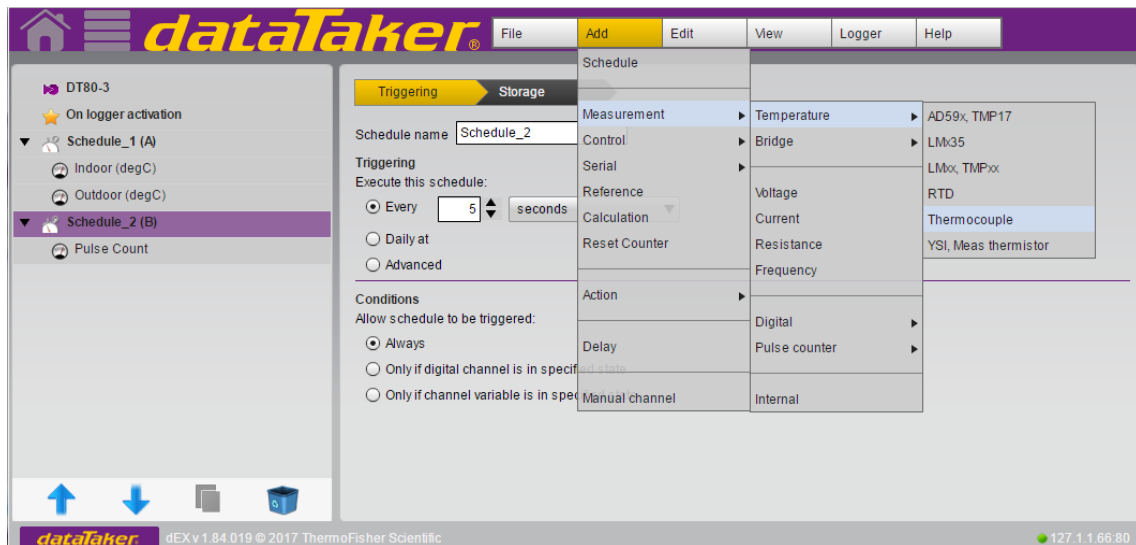 dataTaker®
File Add Edit View Logger Help
DT80-3
On logger activation
Schedule_1 (A)
Indoor (degC)
Outdoor (degC)
Schedule_2 (B)
Pulse Count
Triggering Storage
Schedule name Schedule_2
Triggering
Execute this schedule:
Every 5 seconds
Daily at
Advanced
Conditions
Allow schedule to be triggered:
Always
Only if digital channel is in specified state
Only if channel variable is in spec
Schedule
Measurement
Control
Serial
Reference
Calculation
Reset Counter
Action
Delay
Manual channel
Temperature
Bridge
Voltage
Current
Resistance
Frequency
Digital
Pulse counter
Internal
AD59x, TMP17
LMx35
LMxx, TMPxx
RTD
Thermocouple
YSI, Meas thermistor
dataTaker. dEX v 1.84.019 © 2017 ThermoFisher Scientific 127.1.1.66:80